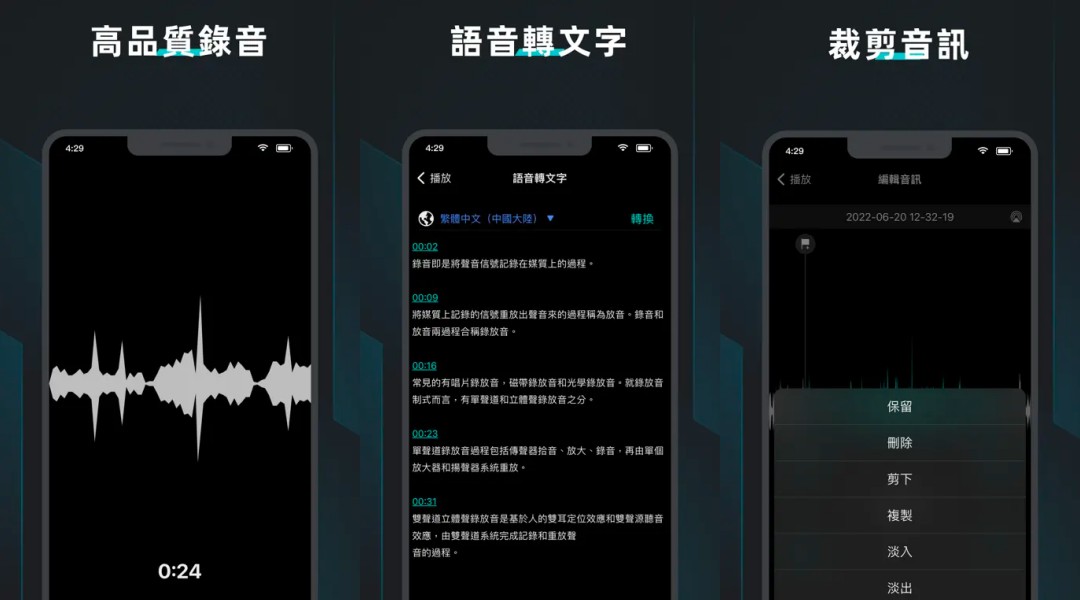 高品質錄音
4:29
0:24
語音轉文字
4:29
播放
語音轉文字
繁體中文（中國大陸）
轉換
00:02
錄音即是將聲音信號記錄在媒質上的過程。
00:09
將媒質上記錄的信號重放出聲音來的過程稱為放音。錄音和
放音兩過程合稱錄放音。
00:16
常見的有唱片錄放音，磁帶錄放音和光學錄放音。就錄放音
制式而言，有單聲道和立體聲錄放音之分。
00:23
單聲道錄放音過程包括傳聲器拾音、放大、錄音，再由單個
放大器和揚聲器系統重放。
00:31
雙聲道立體聲錄放音是基於人的雙耳定位效應和雙聲源聽音
效應，由雙聲道系統完成記錄和重放聲
音的過程。
裁剪音訊
4:29
播放
編輯音訊
2022-06-20 12-32-19
保留
刪除
剪下
複製
淡入
淡出